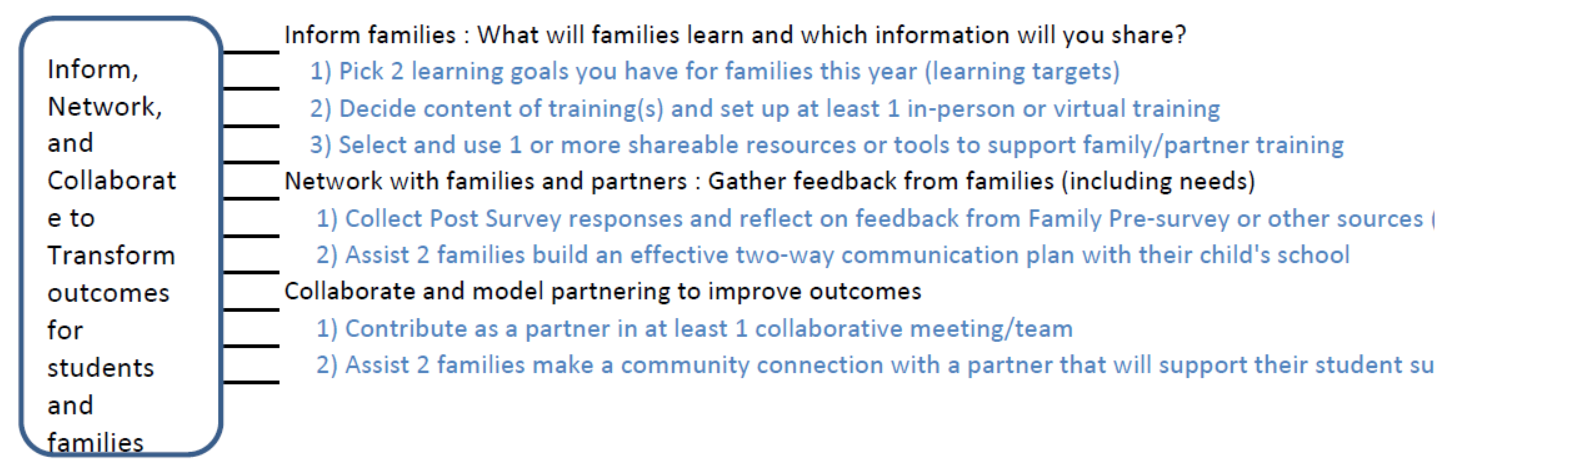 Inform,
Network,
and
Collaborat
e to
Transform
outcomes
for
students
and
families
Inform families : What will families learn and which information will you share?
1) Pick 2 learning goals you have for families this year (learning targets)
2) Decide content of training(s) and set up at least 1 in-person or virtual training
3) Select and use 1 or more shareable resources or tools to support family/partner training
Network with families and partners : Gather feedback from families (including needs)
1) Collect Post Survey responses and reflect on feedback from Family Pre-survey or other sources (
2) Assist 2 families build an effective two-way communication plan with their child's school
Collaborate and model partnering to improve outcomes
1) Contribute as a partner in at least 1 collaborative meeting/team
2) Assist 2 families make a community connection with a partner that will support their student su